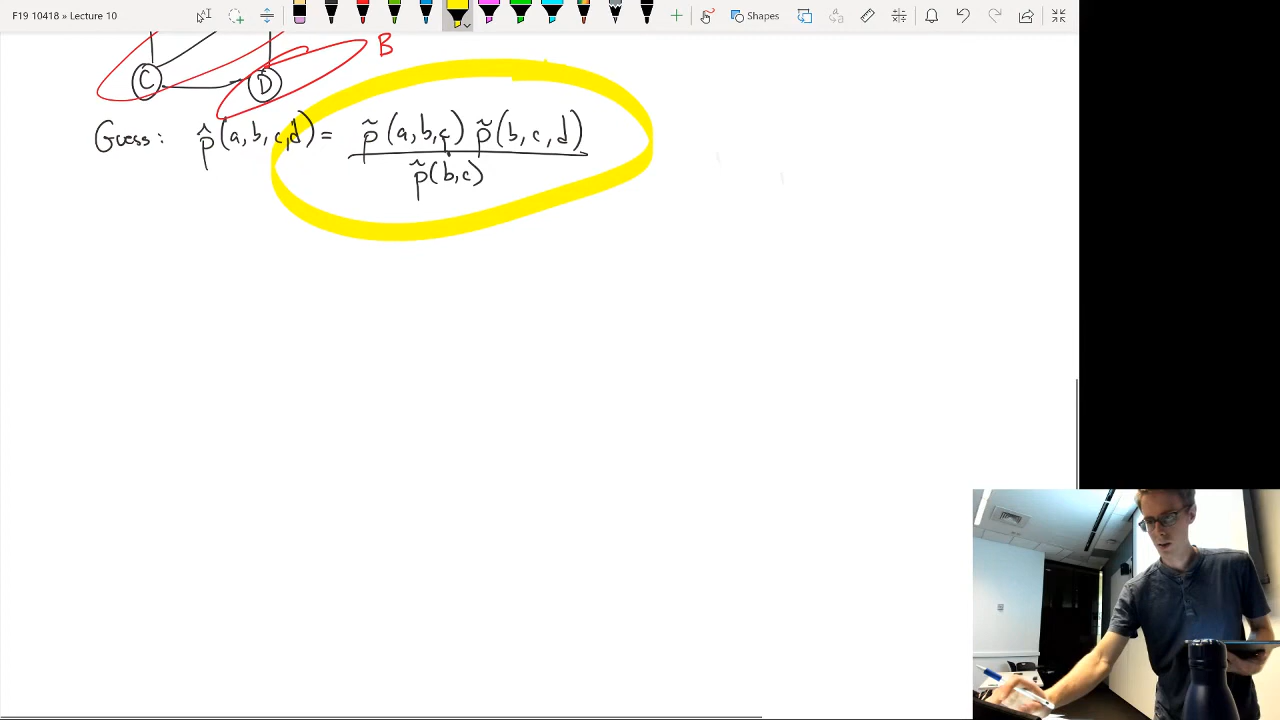 F19 10418 » Lecture 10
Shapes
B
C
D
Guess: p̂(a,b,c,d) = p̃(a,b,c) p̃(b,c,d)
p̃(b,c)